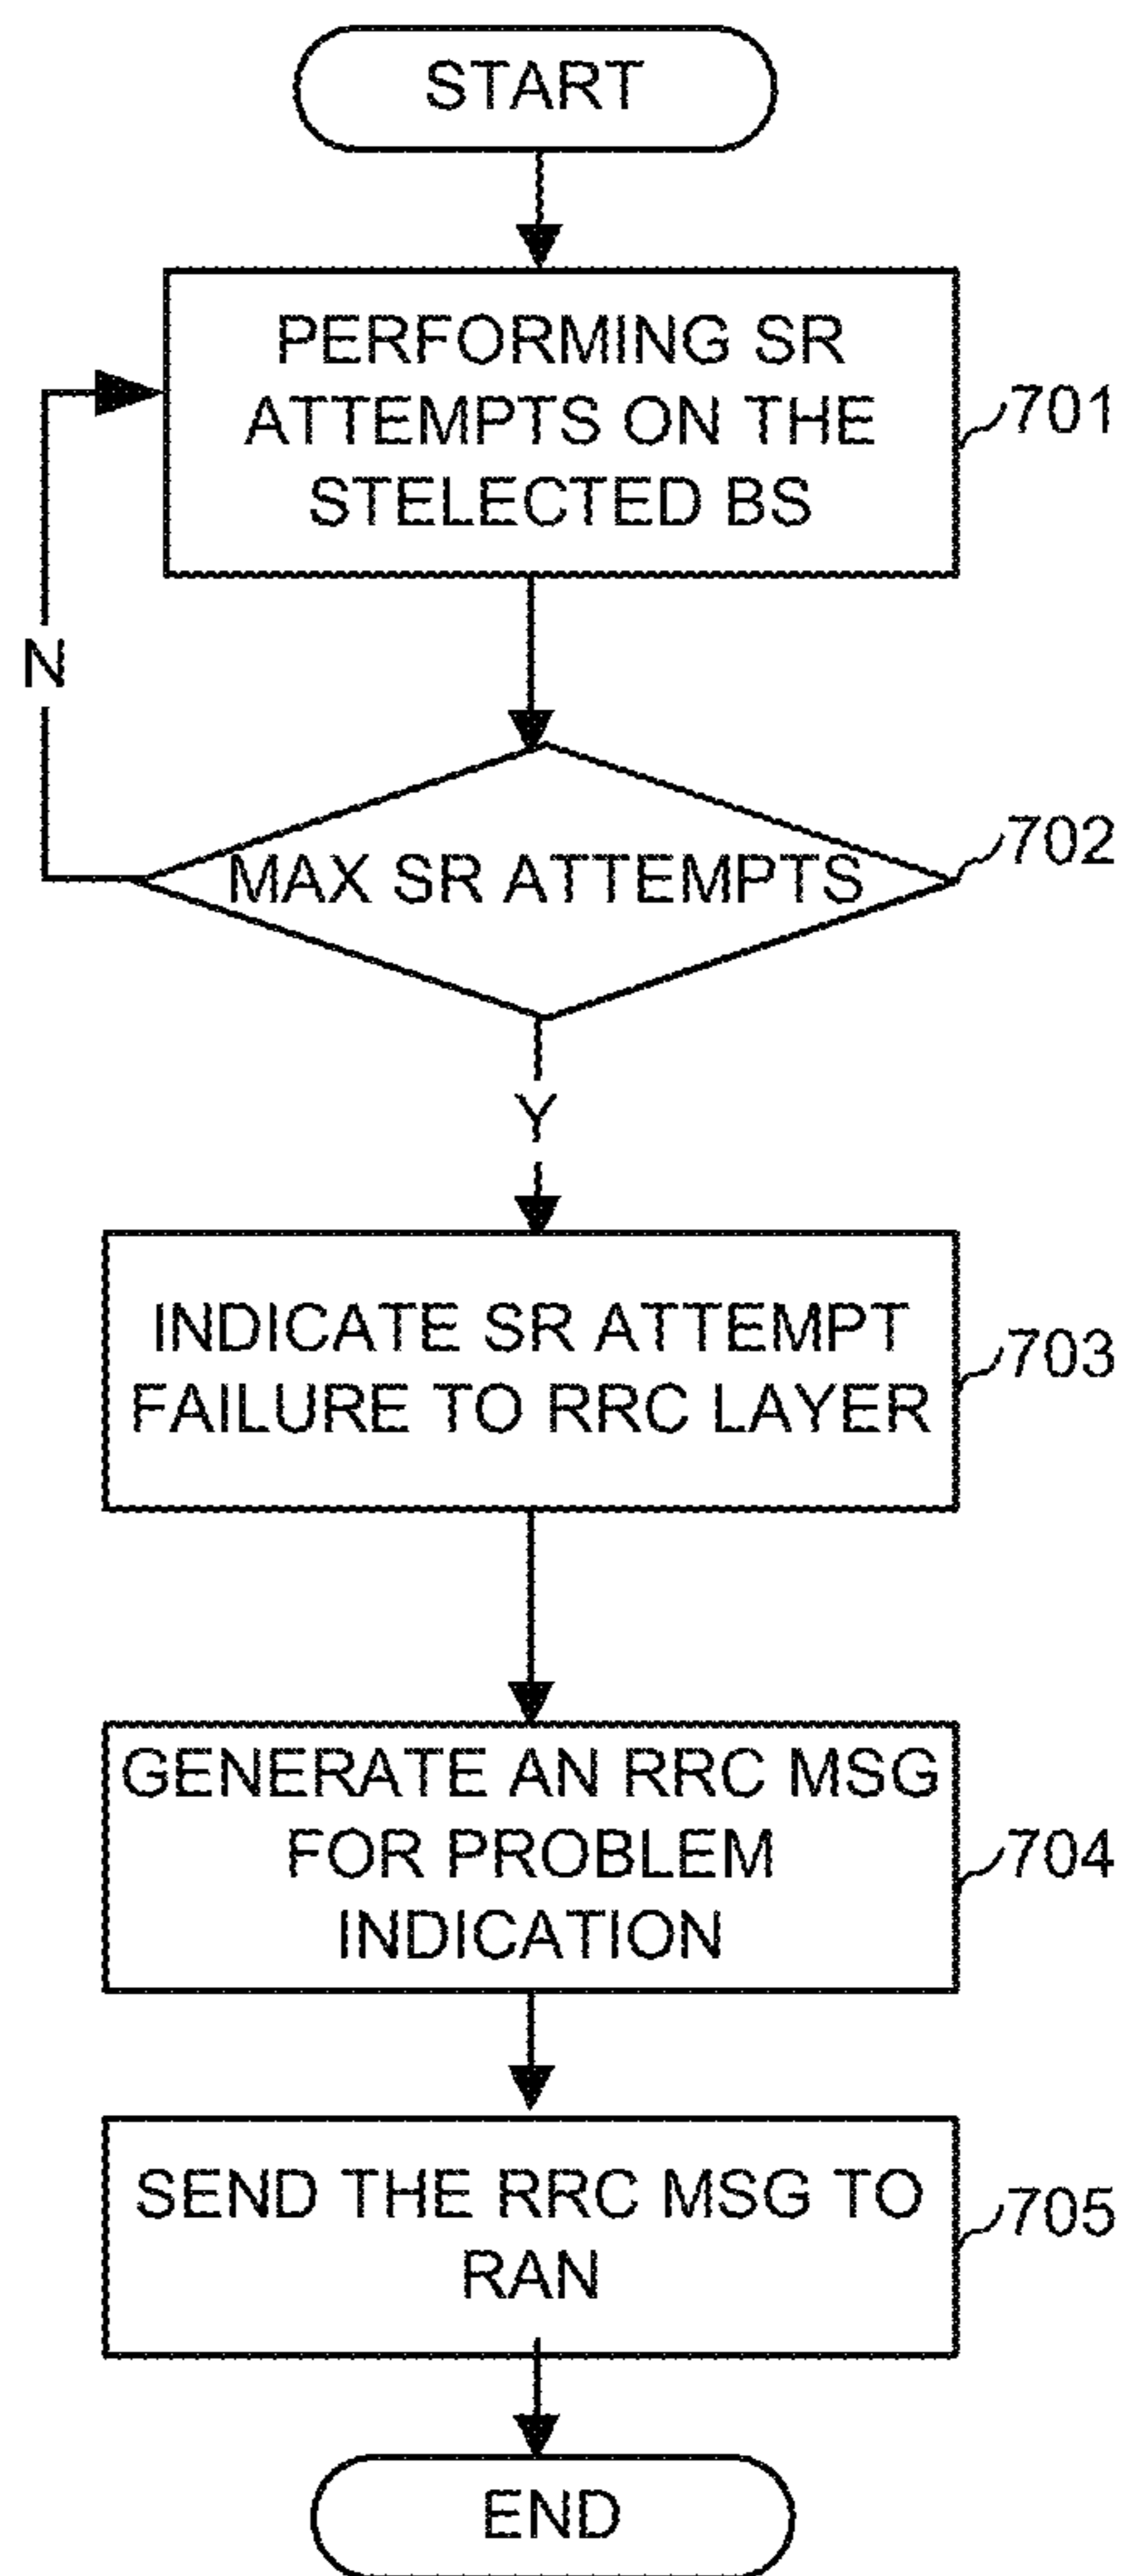 START
PERFORMING SR
ATTEMPTS ON THE
STELECTED BS
701
N
MAX SR ATTEMPTS
702
Y
INDICATE SR ATTEMPT
FAILURE TO RRC LAYER
703
GENERATE AN RRC MSG
FOR PROBLEM
INDICATION
704
SEND THE RRC MSG TO
RAN
705
END